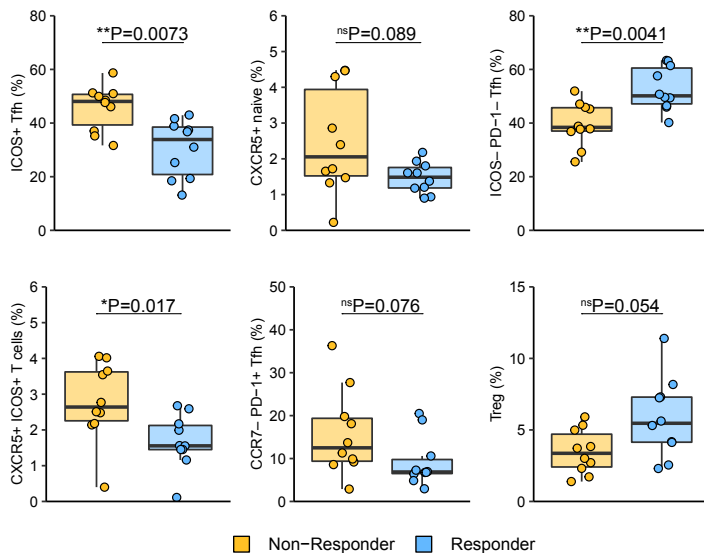 **P=0.0073
ICOS+ Tfh (%)
80
60
40
20
0
nsP=0.089
CXCR5+ naive (%)
6
5
4
3
2
1
0
**P=0.0041
ICOS− PD−1− Tfh (%)
80
60
40
20
0
*P=0.017
CXCR5+ ICOS+ T cells (%)
6
5
4
3
2
1
0
nsP=0.076
CCR7− PD−1+ Tfh (%)
50
40
30
20
10
0
nsP=0.054
Treg (%)
15
10
5
0
Non−Responder
Responder